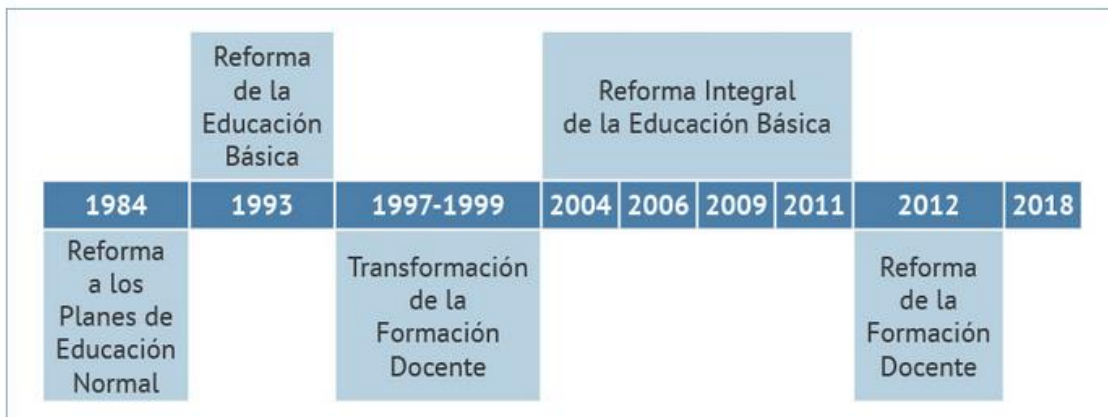 Reforma
de la
Educación
Básica
Reforma Integral
de la Educación Básica
1984
1993
1997-1999
2004
2006
2009
2011
2012
2018
Reforma
a los
Planes de
Educación
Normal
Transformación
de la
Formación
Docente
Reforma
de la
Formación
Docente